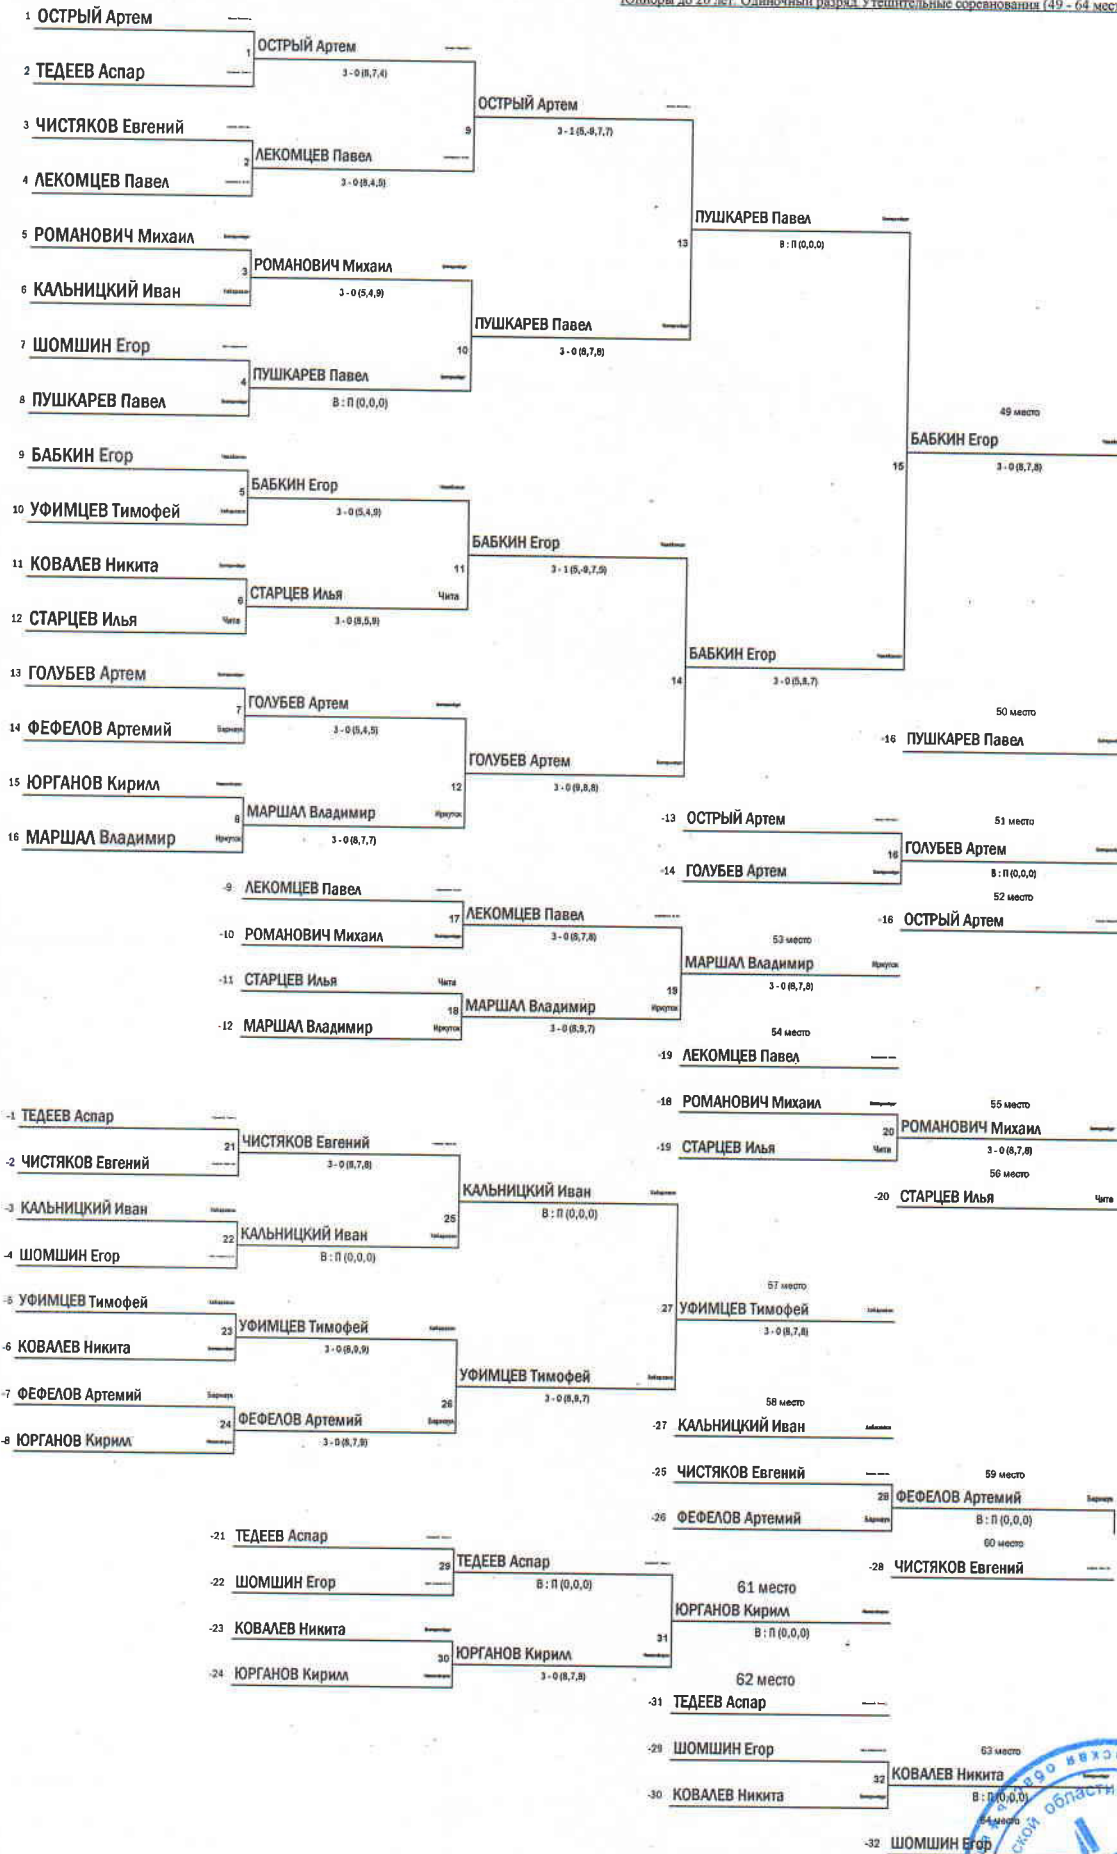 Юниоры до 20 лет. Одиночный разряд Утешительные соревнования (49 - 64 мест
1 ОСТРЫЙ Артем
1 ОСТРЫЙ Артем
2 ТЕДЕЕВ Аспар
3 - 0 (8,7,4)
ОСТРЫЙ Артем
9
3 - 1 (5,-9,7,7)
3 ЧИСТЯКОВ Евгений
2 ЛЕКОМЦЕВ Павел
4 ЛЕКОМЦЕВ Павел
3 - 0 (8,4,5)
ПУШКАРЕВ Павел
13
В : П (0,0,0)
5 РОМАНОВИЧ Михаил
3 РОМАНОВИЧ Михаил
6 КАЛЬНИЦКИЙ Иван
3 - 0 (5,4,9)
ПУШКАРЕВ Павел
10
3 - 0 (8,7,8)
7 ШОМШИН Егор
4 ПУШКАРЕВ Павел
8 ПУШКАРЕВ Павел
В : П (0,0,0)
49 место
БАБКИН Егор
15
3 - 0 (8,7,8)
9 БАБКИН Егор
5 БАБКИН Егор
10 УФИМЦЕВ Тимофей
3 - 0 (5,4,9)
БАБКИН Егор
11
3 - 1 (5,-9,7,5)
11 КОВАЛЕВ Никита
6 СТАРЦЕВ Илья Чита
12 СТАРЦЕВ Илья Чита
3 - 0 (8,5,9)
БАБКИН Егор
14
3 - 0 (5,8,7)
13 ГОЛУБЕВ Артем
7 ГОЛУБЕВ Артем
14 ФЕФЕЛОВ Артемий Барнаул
3 - 0 (5,4,5)
50 место
-15 ПУШКАРЕВ Павел
ГОЛУБЕВ Артем
12
3 - 0 (9,8,8)
15 ЮРГАНОВ Кирилл
8 МАРШАЛ Владимир Иркутск
16 МАРШАЛ Владимир Иркутск
3 - 0 (8,7,7)
-13 ОСТРЫЙ Артем
51 место
16 ГОЛУБЕВ Артем
-14 ГОЛУБЕВ Артем
В : П (0,0,0)
52 место
-16 ОСТРЫЙ Артем
-9 ЛЕКОМЦЕВ Павел
17 ЛЕКОМЦЕВ Павел
-10 РОМАНОВИЧ Михаил
3 - 0 (8,7,8)
53 место
МАРШАЛ Владимир Иркутск
19
3 - 0 (8,7,8)
-11 СТАРЦЕВ Илья Чита
18 МАРШАЛ Владимир Иркутск
-12 МАРШАЛ Владимир Иркутск
3 - 0 (8,9,7)
54 место
-19 ЛЕКОМЦЕВ Павел
-18 РОМАНОВИЧ Михаил
55 место
20 РОМАНОВИЧ Михаил
-19 СТАРЦЕВ Илья Чита
3 - 0 (8,7,8)
56 место
-20 СТАРЦЕВ Илья Чита
-1 ТЕДЕЕВ Аспар
21 ЧИСТЯКОВ Евгений
-2 ЧИСТЯКОВ Евгений
3 - 0 (8,7,8)
КАЛЬНИЦКИЙ Иван
25
В : П (0,0,0)
-3 КАЛЬНИЦКИЙ Иван
22 КАЛЬНИЦКИЙ Иван
-4 ШОМШИН Егор
В : П (0,0,0)
57 место
27 УФИМЦЕВ Тимофей
3 - 0 (8,7,8)
-5 УФИМЦЕВ Тимофей
23 УФИМЦЕВ Тимофей
-6 КОВАЛЕВ Никита
3 - 0 (8,9,9)
УФИМЦЕВ Тимофей
26
3 - 0 (8,9,7)
-7 ФЕФЕЛОВ Артемий Барнаул
24 ФЕФЕЛОВ Артемий Барнаул
-8 ЮРГАНОВ Кирилл
3 - 0 (8,7,9)
58 место
-27 КАЛЬНИЦКИЙ Иван
-25 ЧИСТЯКОВ Евгений
59 место
28 ФЕФЕЛОВ Артемий Барнаул
-26 ФЕФЕЛОВ Артемий Барнаул
В : П (0,0,0)
60 место
-28 ЧИСТЯКОВ Евгений
-21 ТЕДЕЕВ Аспар
29 ТЕДЕЕВ Аспар
-22 ШОМШИН Егор
В : П (0,0,0)
61 место
ЮРГАНОВ Кирилл
31
В : П (0,0,0)
-23 КОВАЛЕВ Никита
30 ЮРГАНОВ Кирилл
-24 ЮРГАНОВ Кирилл
3 - 0 (8,7,8)
62 место
-31 ТЕДЕЕВ Аспар
-29 ШОМШИН Егор
63 место
32 КОВАЛЕВ Никита
-30 КОВАЛЕВ Никита
В : П (0,0,0)
64 место
-32 ШОМШИН Егор